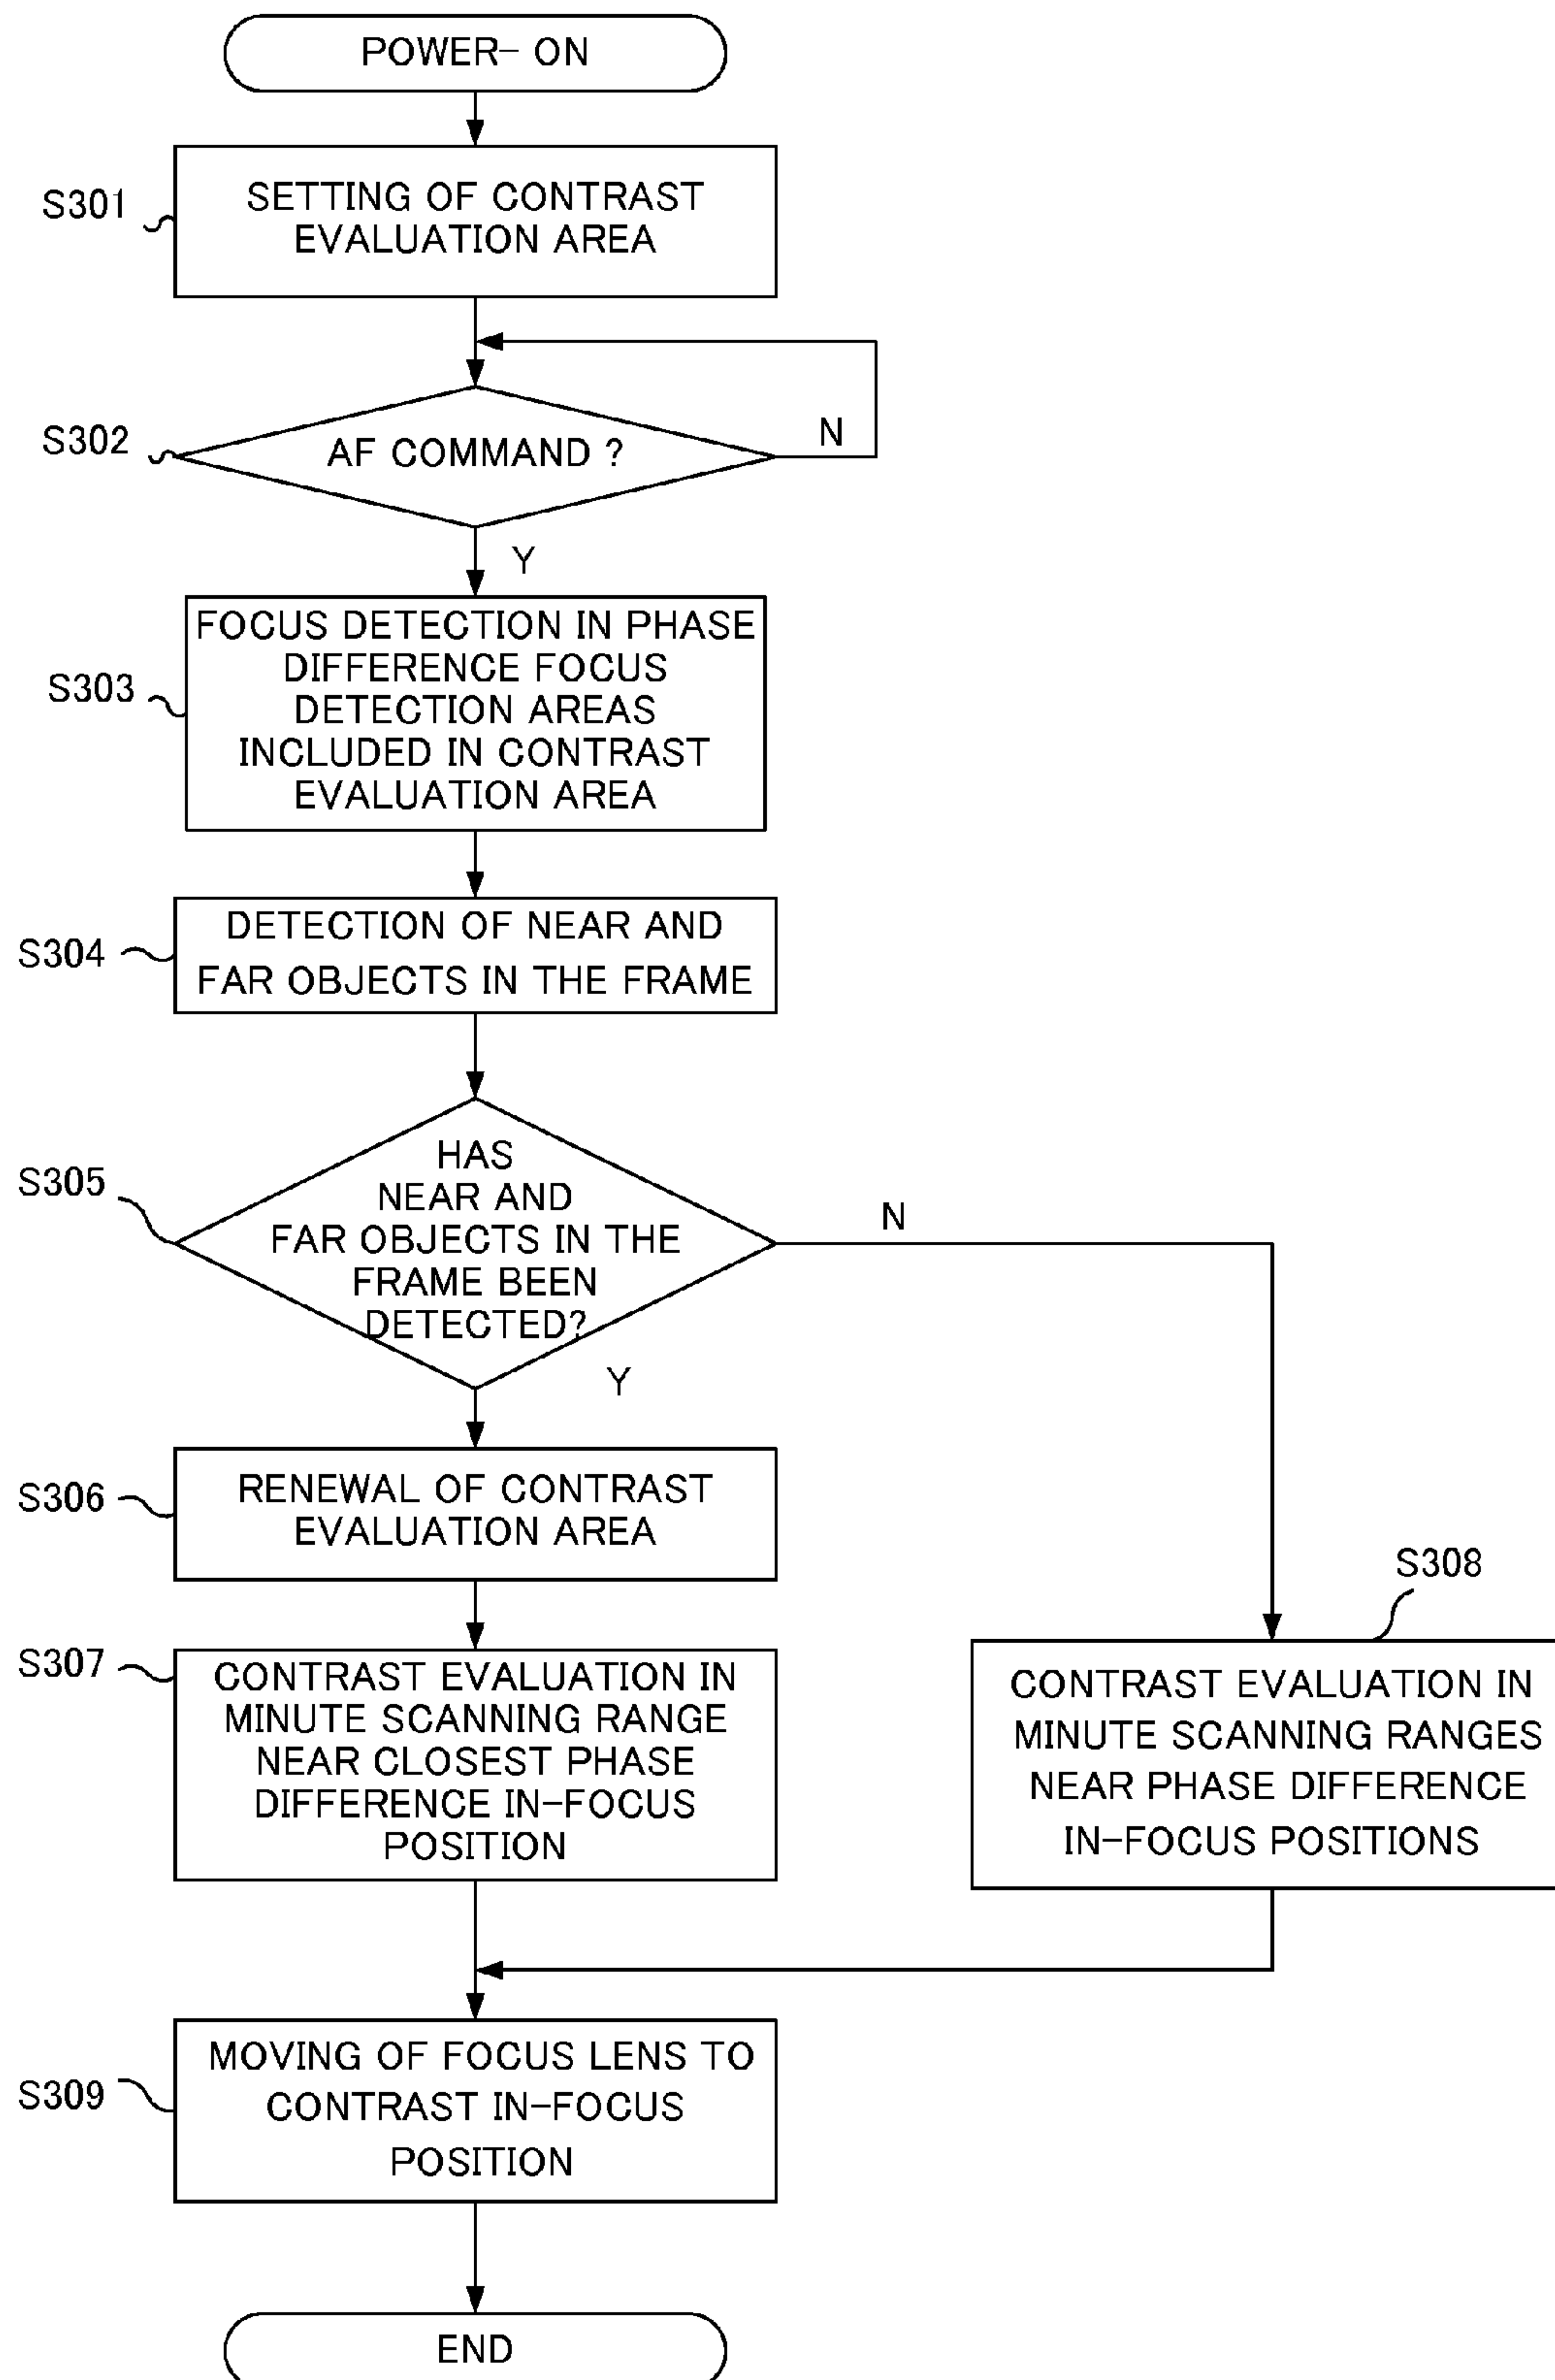 POWER- ON
S301
SETTING OF CONTRAST
EVALUATION AREA
S302
AF COMMAND ?
N
Y
S303
FOCUS DETECTION IN PHASE
DIFFERENCE FOCUS
DETECTION AREAS
INCLUDED IN CONTRAST
EVALUATION AREA
S304
DETECTION OF NEAR AND
FAR OBJECTS IN THE FRAME
S305
HAS
NEAR AND
FAR OBJECTS IN THE
FRAME BEEN
DETECTED?
N
Y
S306
RENEWAL OF CONTRAST
EVALUATION AREA
S307
CONTRAST EVALUATION IN
MINUTE SCANNING RANGE
NEAR CLOSEST PHASE
DIFFERENCE IN-FOCUS
POSITION
S308
CONTRAST EVALUATION IN
MINUTE SCANNING RANGES
NEAR PHASE DIFFERENCE
IN-FOCUS POSITIONS
S309
MOVING OF FOCUS LENS TO
CONTRAST IN-FOCUS
POSITION
END